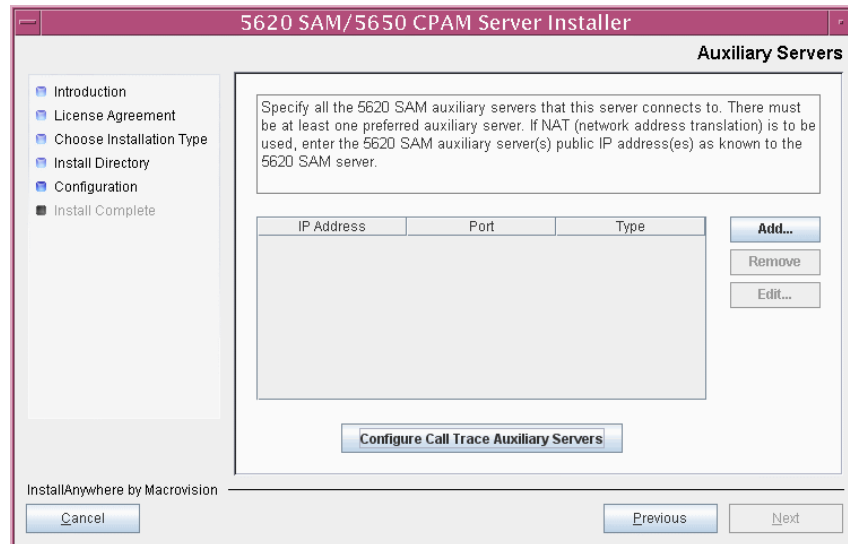 5620 SAM/5650 CPAM Server Installer
Auxiliary Servers
Introduction
License Agreement
Choose Installation Type
Install Directory
Configuration
Install Complete
Specify all the 5620 SAM auxiliary servers that this server connects to. There must
be at least one preferred auxiliary server. If NAT (network address translation) is to be
used, enter the 5620 SAM auxiliary server(s) public IP address(es) as known to the
5620 SAM server.
IP Address Port Type
Add...
Remove
Edit...
Configure Call Trace Auxiliary Servers
InstallAnywhere by Macrovision
Cancel Previous Next